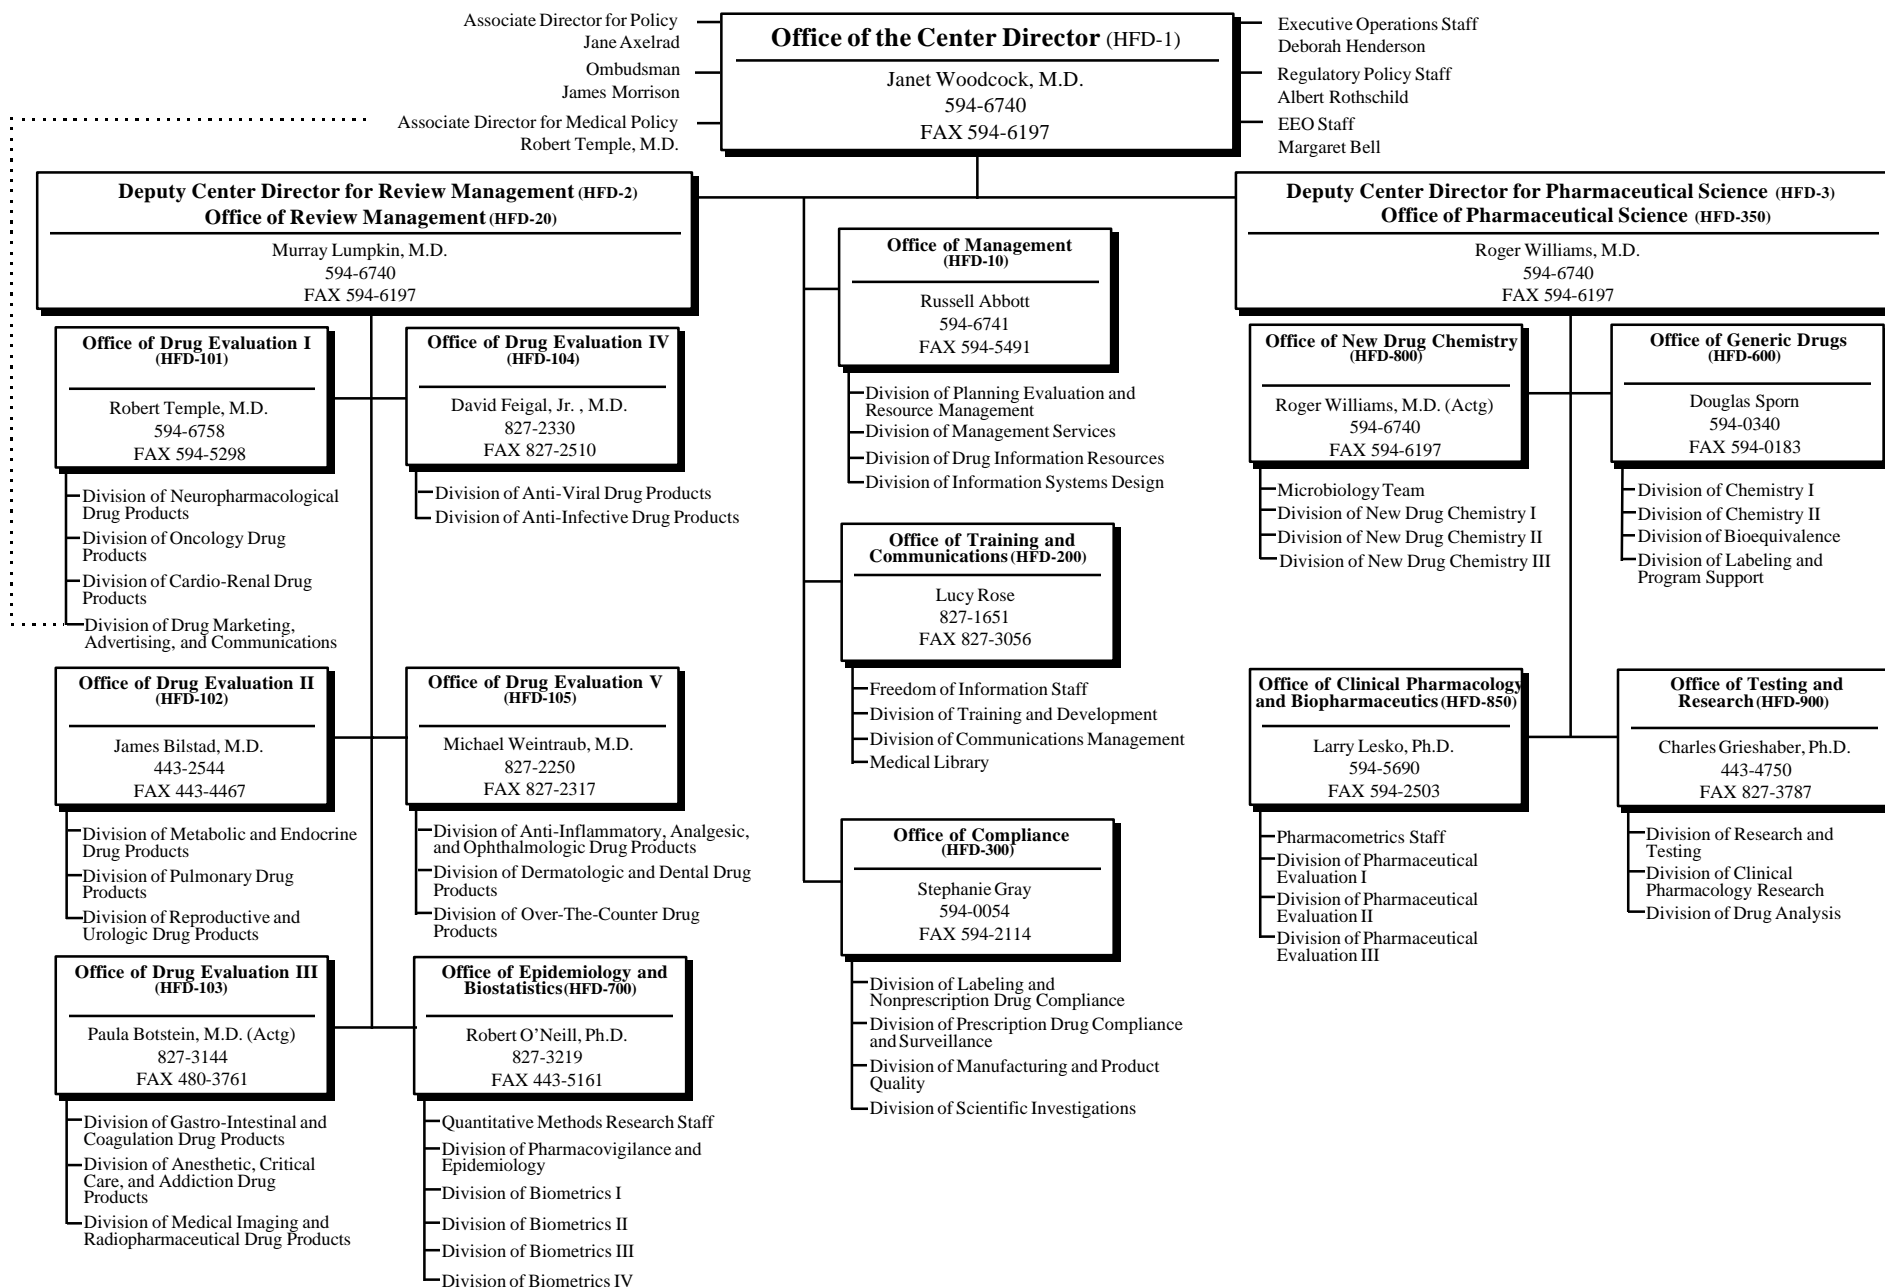 Associate Director for Policy
Jane Axelrad
Ombudsman
James Morrison
Associate Director for Medical Policy
Robert Temple, M.D.
Office of the Center Director (HFD-1)
Janet Woodcock, M.D.
594-6740
FAX 594-6197
Executive Operations Staff
Deborah Henderson
Regulatory Policy Staff
Albert Rothschild
EEO Staff
Margaret Bell
Deputy Center Director for Review Management (HFD-2)
Office of Review Management (HFD-20)
Murray Lumpkin, M.D.
594-6740
FAX 594-6197
Office of Drug Evaluation I
(HFD-101)
Robert Temple, M.D.
594-6758
FAX 594-5298
Division of Neuropharmacological
Drug Products
Division of Oncology Drug
Products
Division of Cardio-Renal Drug
Products
Division of Drug Marketing,
Advertising, and Communications
Office of Drug Evaluation IV
(HFD-104)
David Feigal, Jr. , M.D.
827-2330
FAX 827-2510
Division of Anti-Viral Drug Products
Division of Anti-Infective Drug Products
Office of Drug Evaluation II
(HFD-102)
James Bilstad, M.D.
443-2544
FAX 443-4467
Division of Metabolic and Endocrine
Drug Products
Division of Pulmonary Drug
Products
Division of Reproductive and
Urologic Drug Products
Office of Drug Evaluation V
(HFD-105)
Michael Weintraub, M.D.
827-2250
FAX 827-2317
Division of Anti-Inflammatory, Analgesic,
and Ophthalmologic Drug Products
Division of Dermatologic and Dental Drug
Products
Division of Over-The-Counter Drug
Products
Office of Drug Evaluation III
(HFD-103)
Paula Botstein, M.D. (Actg)
827-3144
FAX 480-3761
Division of Gastro-Intestinal and
Coagulation Drug Products
Division of Anesthetic, Critical
Care, and Addiction Drug
Products
Division of Medical Imaging and
Radiopharmaceutical Drug Products
Office of Epidemiology and
Biostatistics (HFD-700)
Robert O’Neill, Ph.D.
827-3219
FAX 443-5161
Quantitative Methods Research Staff
Division of Pharmacovigilance and
Epidemiology
Division of Biometrics I
Division of Biometrics II
Division of Biometrics III
Division of Biometrics IV
Office of Management
(HFD-10)
Russell Abbott
594-6741
FAX 594-5491
Division of Planning Evaluation and
Resource Management
Division of Management Services
Division of Drug Information Resources
Division of Information Systems Design
Office of Training and
Communications (HFD-200)
Lucy Rose
827-1651
FAX 827-3056
Freedom of Information Staff
Division of Training and Development
Division of Communications Management
Medical Library
Office of Compliance
(HFD-300)
Stephanie Gray
594-0054
FAX 594-2114
Division of Labeling and
Nonprescription Drug Compliance
Division of Prescription Drug Compliance
and Surveillance
Division of Manufacturing and Product
Quality
Division of Scientific Investigations
Deputy Center Director for Pharmaceutical Science (HFD-3)
Office of Pharmaceutical Science (HFD-350)
Roger Williams, M.D.
594-6740
FAX 594-6197
Office of New Drug Chemistry
(HFD-800)
Roger Williams, M.D. (Actg)
594-6740
FAX 594-6197
Microbiology Team
Division of New Drug Chemistry I
Division of New Drug Chemistry II
Division of New Drug Chemistry III
Office of Generic Drugs
(HFD-600)
Douglas Sporn
594-0340
FAX 594-0183
Division of Chemistry I
Division of Chemistry II
Division of Bioequivalence
Division of Labeling and
Program Support
Office of Clinical Pharmacology
and Biopharmaceutics (HFD-850)
Larry Lesko, Ph.D.
594-5690
FAX 594-2503
Pharmacometrics Staff
Division of Pharmaceutical
Evaluation I
Division of Pharmaceutical
Evaluation II
Division of Pharmaceutical
Evaluation III
Office of Testing and
Research (HFD-900)
Charles Grieshaber, Ph.D.
443-4750
FAX 827-3787
Division of Research and
Testing
Division of Clinical
Pharmacology Research
Division of Drug Analysis